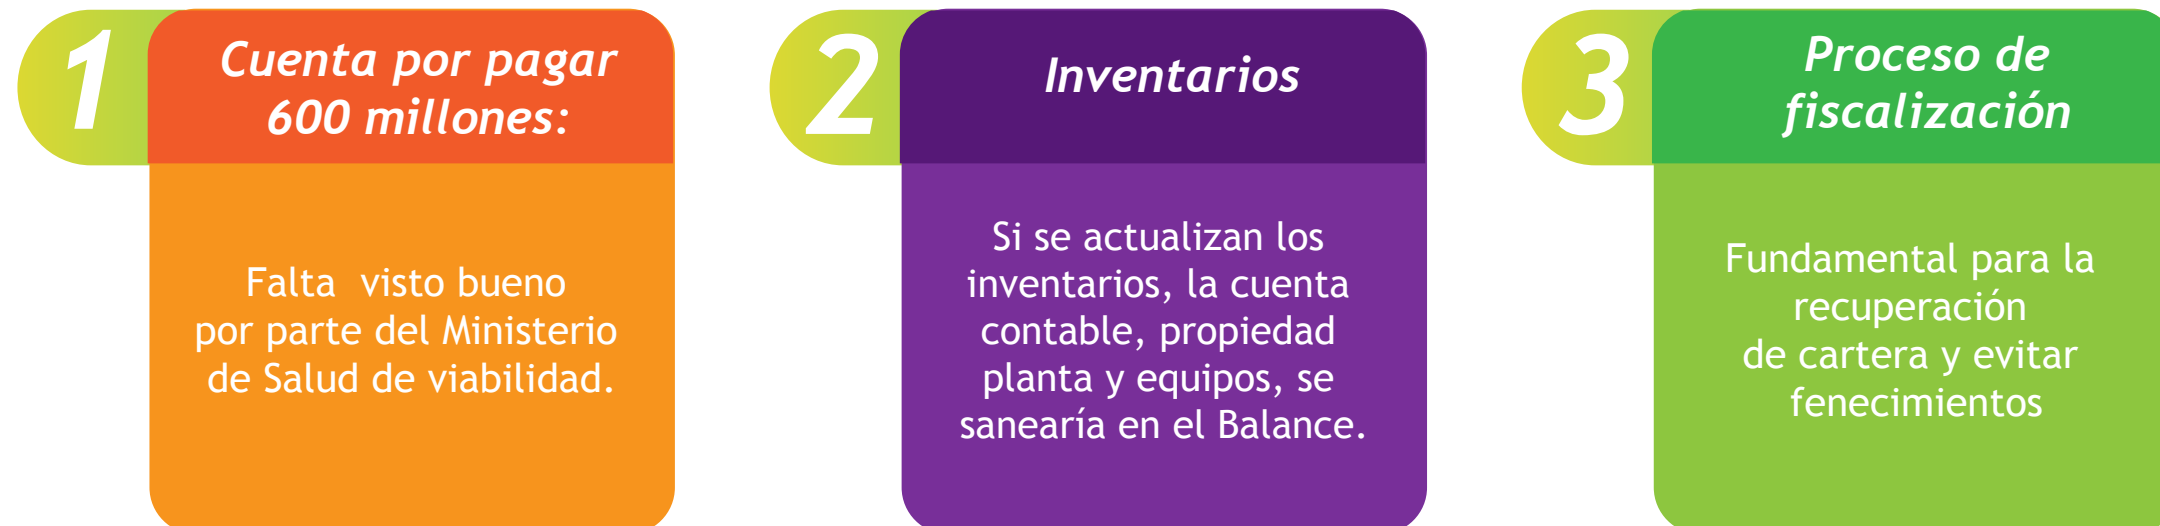 1
Cuenta por pagar
600 millones:
Falta visto bueno
por parte del Ministerio
de Salud de viabilidad.
2
Inventarios
Si se actualizan los
inventarios, la cuenta
contable, propiedad
planta y equipos, se
sanearía en el Balance.
3
Proceso de
fiscalización
Fundamental para la
recuperación
de cartera y evitar
fenecimientos